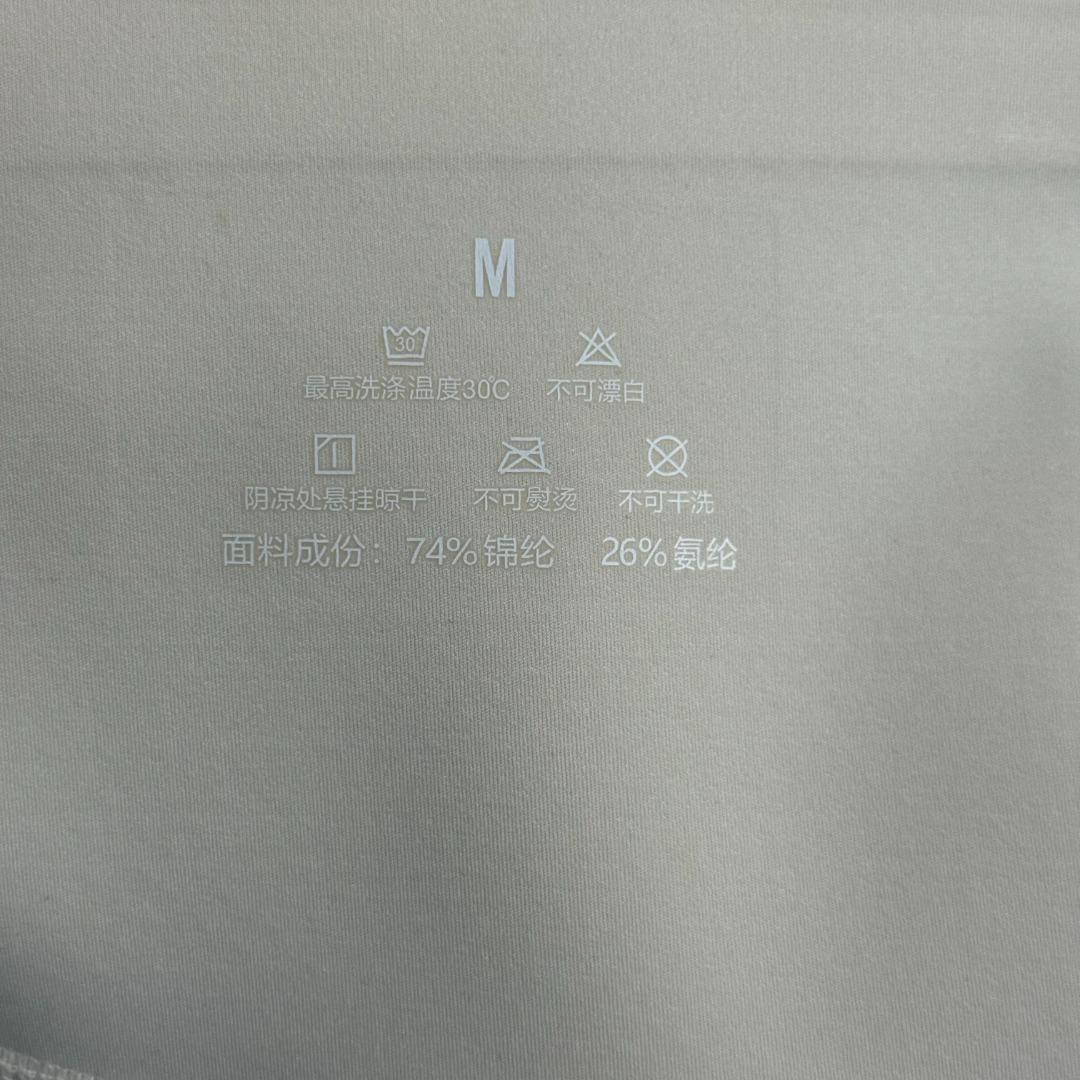 M
30
最高洗涤温度30℃ 不可漂白
阴凉处悬挂晾干 不可熨烫 不可干洗
面料成份：74%锦纶 26%氨纶